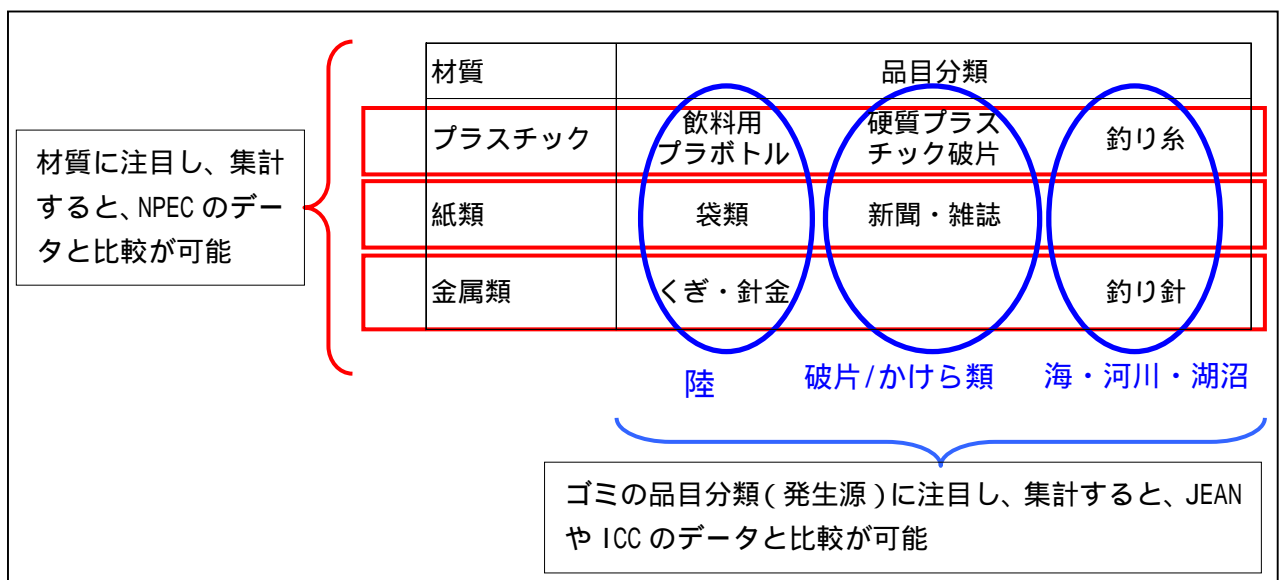 材質 品目分類
プラスチック 飲料用 硬質プラス 釣り糸
プラボトル チック破片
紙類 袋類 新聞・雑誌
金属類 くぎ・針金 釣り針
材質に注目し、集計
すると、NPEC のデー
タと比較が可能
陸 破片/かけら類 海・河川・湖沼
ゴミの品目分類(発生源)に注目し、集計すると、JEAN
や ICC のデータと比較が可能